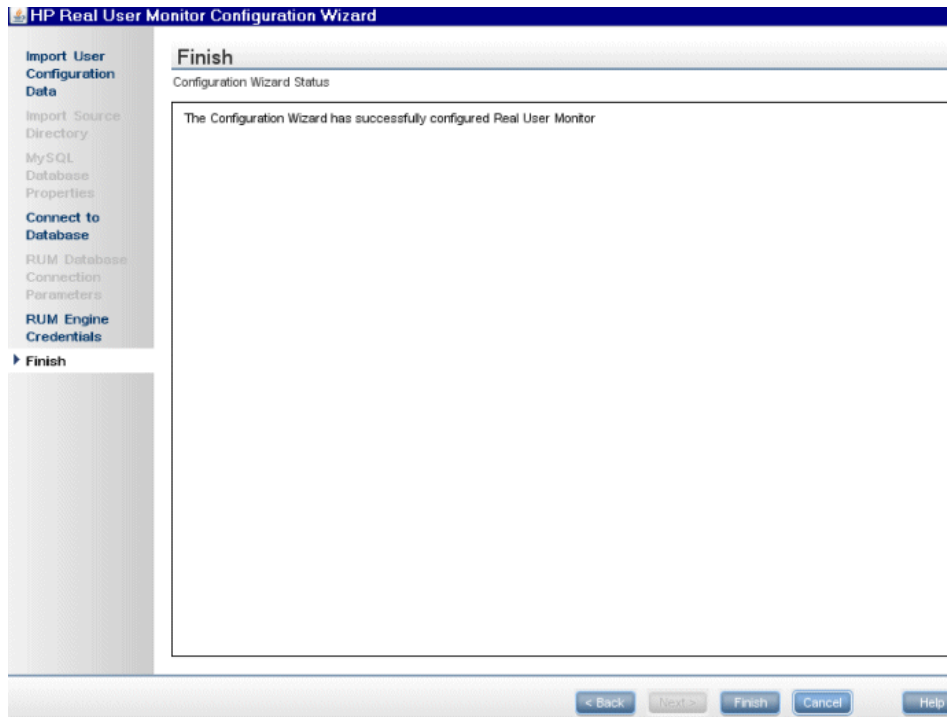 HP Real User Monitor Configuration Wizard
Import User
Configuration
Data
Import Source
Directory
MySQL
Database
Properties
Connect to
Database
RUM Database
Connection
Parameters
RUM Engine
Credentials
Finish
Finish
Configuration Wizard Status
The Configuration Wizard has successfully configured Real User Monitor
< Back
Next >
Finish
Cancel
Help